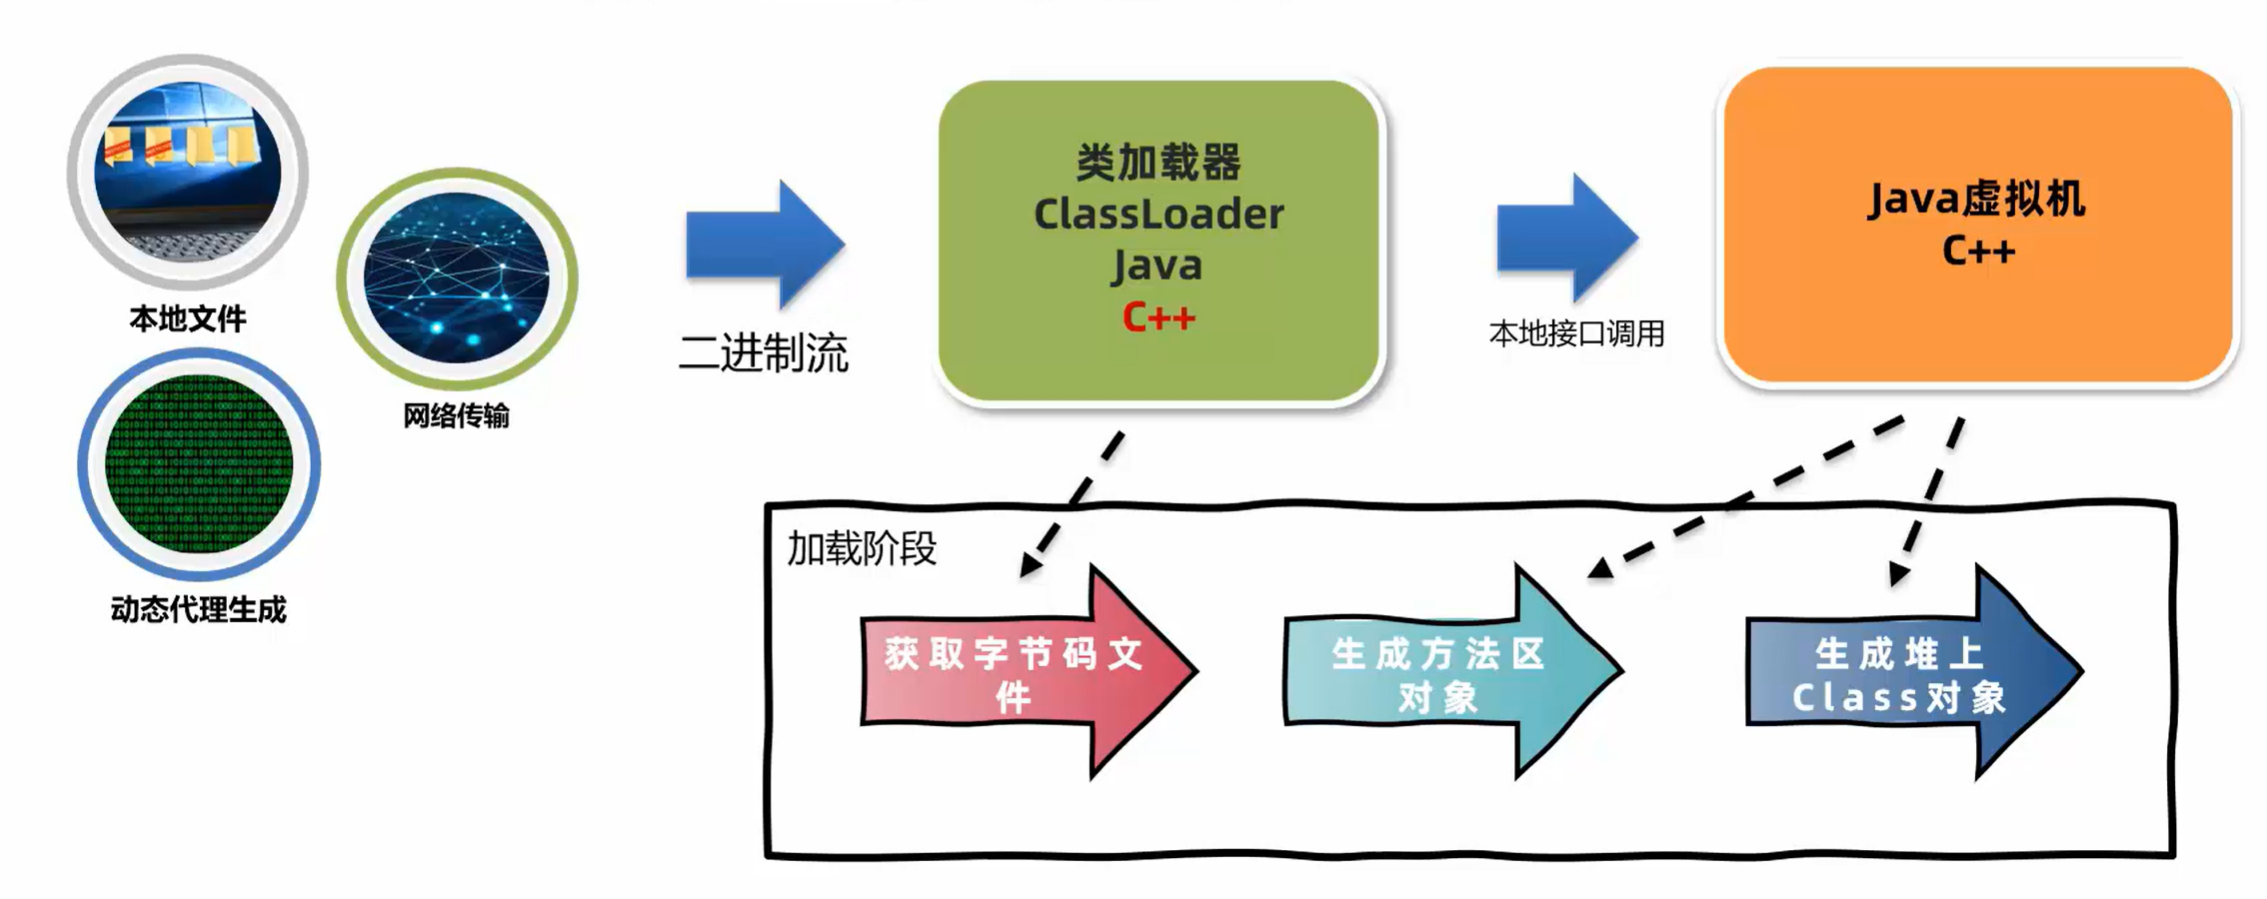 本地文件
网络传输
动态代理生成
二进制流
类加载器
ClassLoader
Java
C++
本地接口调用
Java虚拟机
C++
加载阶段
获取字节码文
件
生成方法区
对象
生成堆上
Class对象